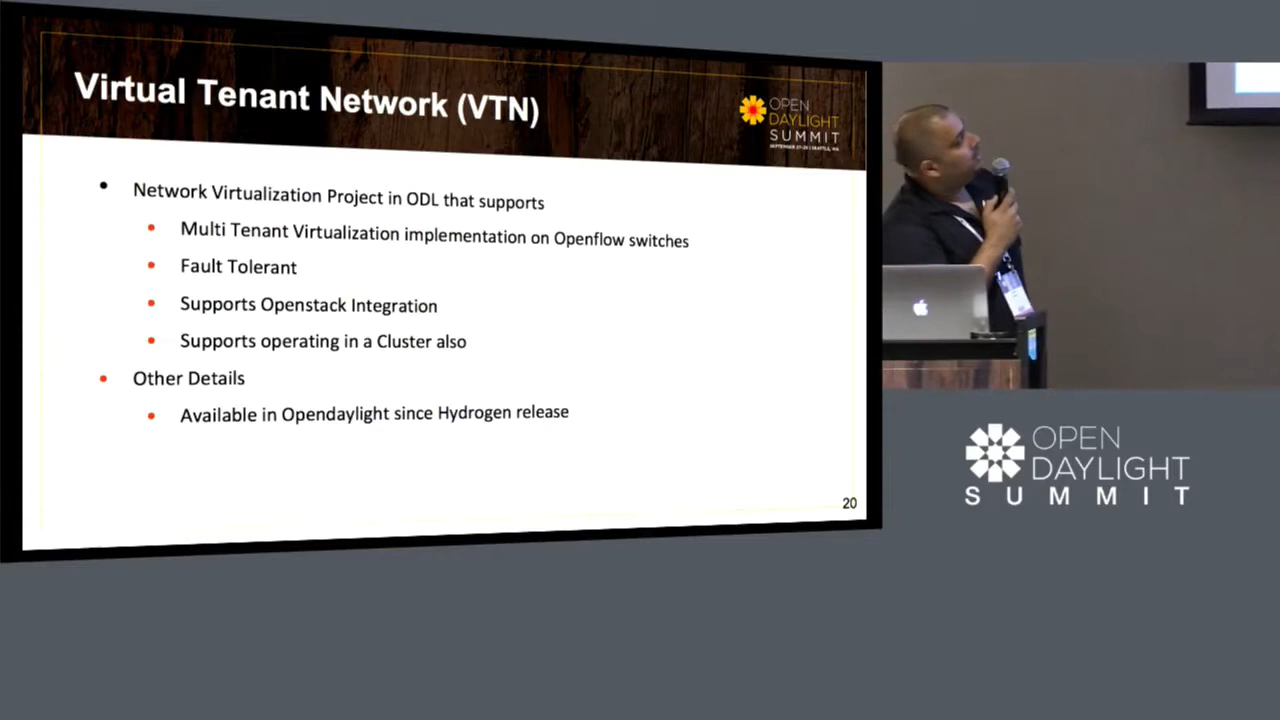 Virtual Tenant Network (VTN)
OPEN
DAYLIGHT
SUMMIT
SEPTEMBER 27-29 | SEATTLE, WA
Network Virtualization Project in ODL that supports
Multi Tenant Virtualization implementation on Openflow switches
Fault Tolerant
Supports Openstack Integration
Supports operating in a Cluster also
Other Details
Available in Opendaylight since Hydrogen release
20
OPEN
DAYLIGHT
SUMMIT